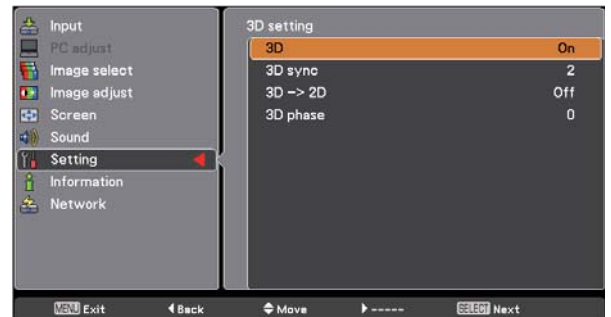 Input
PC adjust
Image select
Image adjust
Screen
Sound
Setting
Information
Network
3D setting
3D On
3D sync 2
3D -> 2D Off
3D phase 0
MENU Exit Back Move ----- SELECT Next